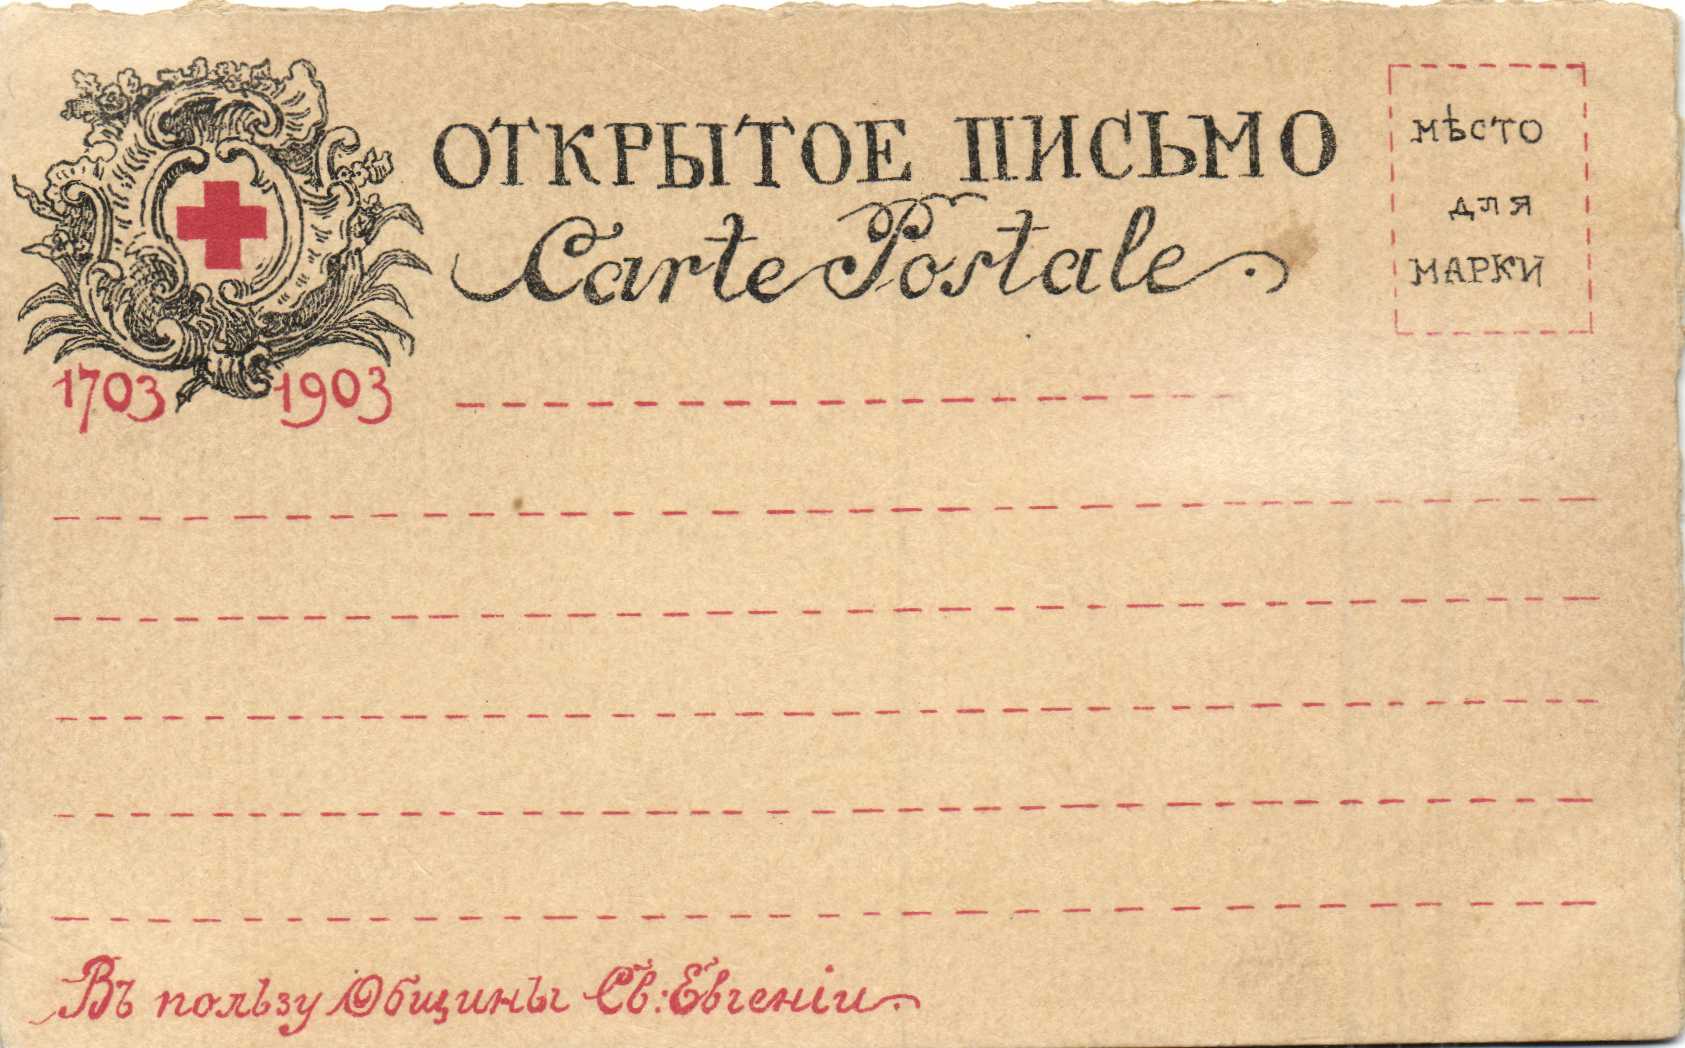 ОТКРЫТОЕ ПИСЬМО
Carte Postale.
мѣсто
для
марки
1703 1903
Въ пользу Общины Св: Евгеніи.